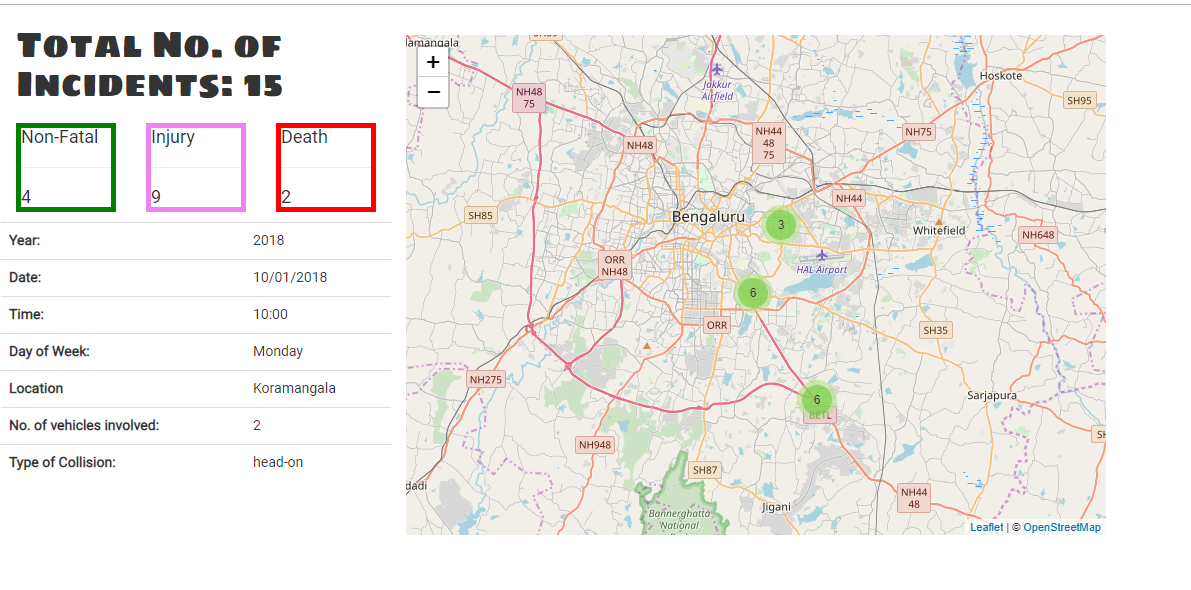 Total No. of
Incidents: 15
Non-Fatal
4
Injury
9
Death
2
Year: 2018
Date: 10/01/2018
Time: 10:00
Day of Week: Monday
Location Koramangala
No. of vehicles involved: 2
Type of Collision: head-on
+
−
lamangala
Jakkur
Airfield
Hoskote
NH48
75
SH95
NH44
48
75
NH75
NH48
NH44
SH85
Bengaluru
3
Whitefield
NH648
ORR
NH48
HAL Airport
6
ORR
SH35
NH275
6
BETL
Sarjapura
NH948
SH87
dadi
NH44
48
Jigani
Bannerghatta
National
Leaflet | © OpenStreetMap